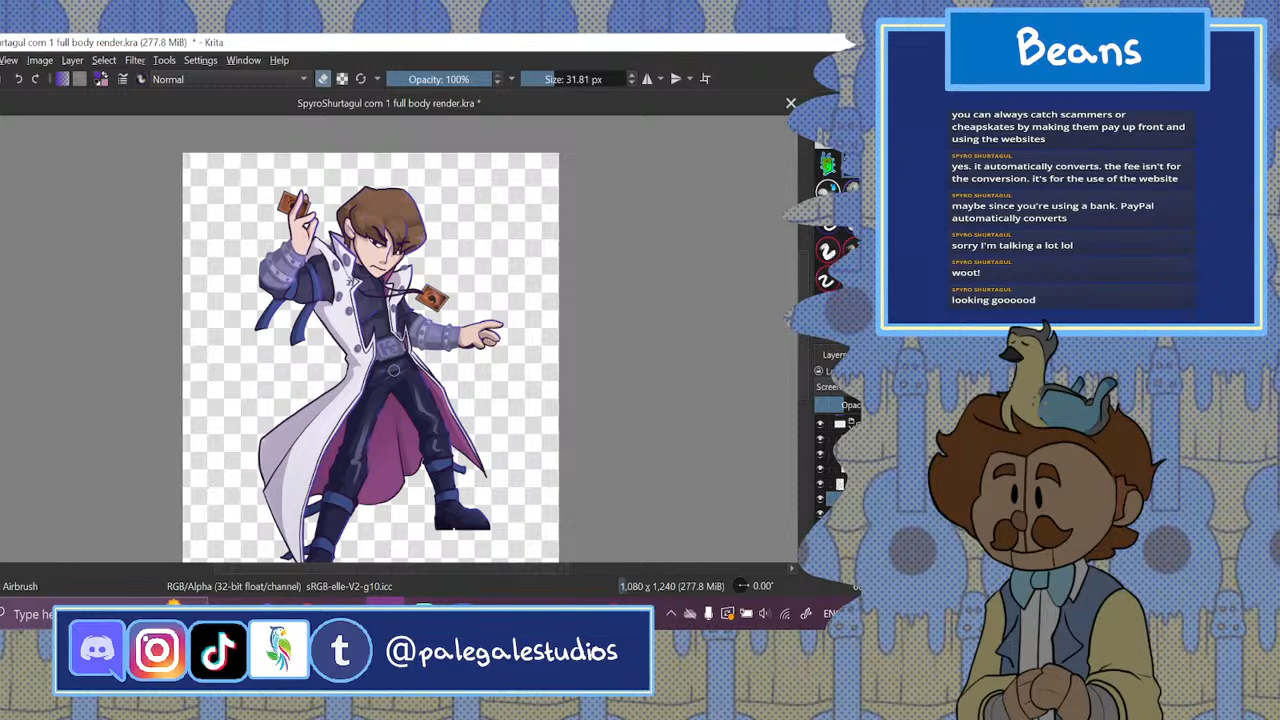 urtagul com 1 full body render.kra (277.8 MiB) * - Krita
View Image Layer Select Filter Tools Settings Window Help
Normal Opacity: 100% Size: 31.81 px
SpyroShurtagul com 1 full body render.kra *
Beans
you can always catch scammers or
cheapskates by making them pay up front and
using the websites
SPYRO SHURTAGUL
yes. it automatically converts. the fee isn't for
the conversion. it's for the use of the website
SPYRO SHURTAGUL
maybe since you're using a bank. PayPal
automatically converts
SPYRO SHURTAGUL
sorry I'm talking a lot lol
SPYRO SHURTAGUL
woot!
SPYRO SHURTAGUL
looking goooood
Layers
Screen
Opac
Airbrush RGB/Alpha (32-bit float/channel) sRGB-elle-V2-g10.icc 1,080 x 1,240 (277.8 MiB) 0.00°
Type he
EN
t @palegalestudios